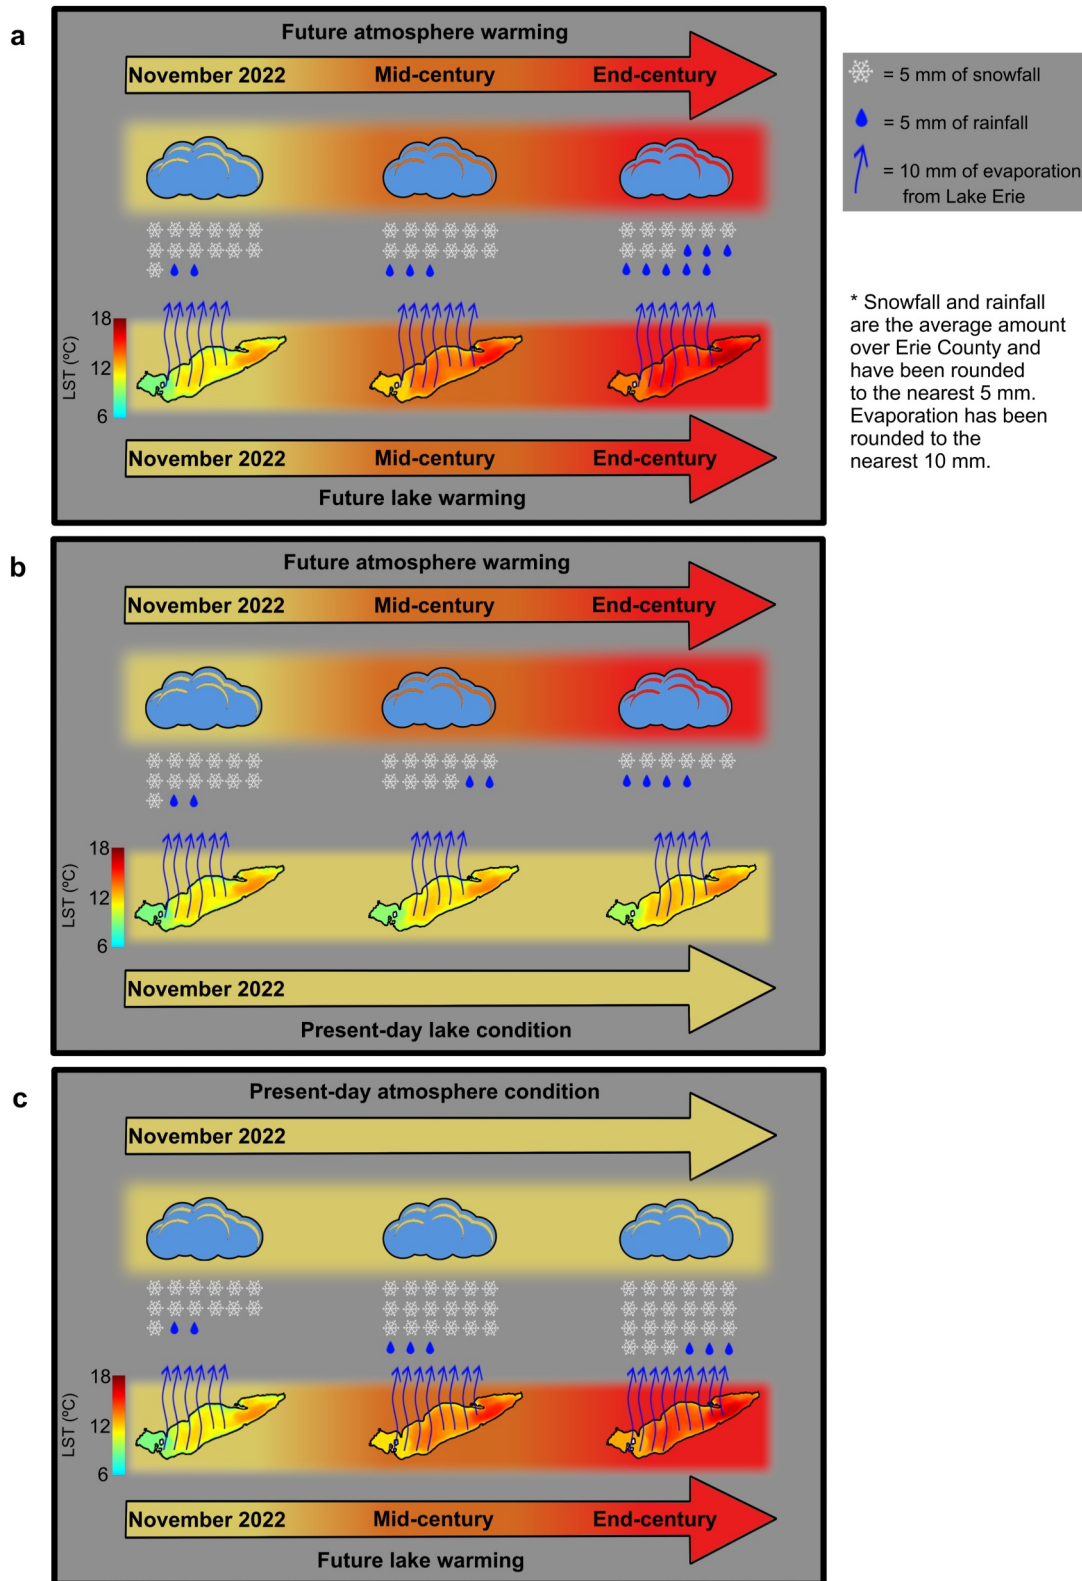 a
Future atmosphere warming
November 2022 Mid-century End-century
= 5 mm of snowfall
= 5 mm of rainfall
= 10 mm of evaporation
from Lake Erie
* Snowfall and rainfall
are the average amount
over Erie County and
have been rounded
to the nearest 5 mm.
Evaporation has been
rounded to the
nearest 10 mm.
LST (ºC)
18
12
6
November 2022 Mid-century End-century
Future lake warming
b
Future atmosphere warming
November 2022 Mid-century End-century
LST (ºC)
18
12
6
November 2022
Present-day lake condition
c
Present-day atmosphere condition
November 2022
LST (ºC)
18
12
6
November 2022 Mid-century End-century
Future lake warming